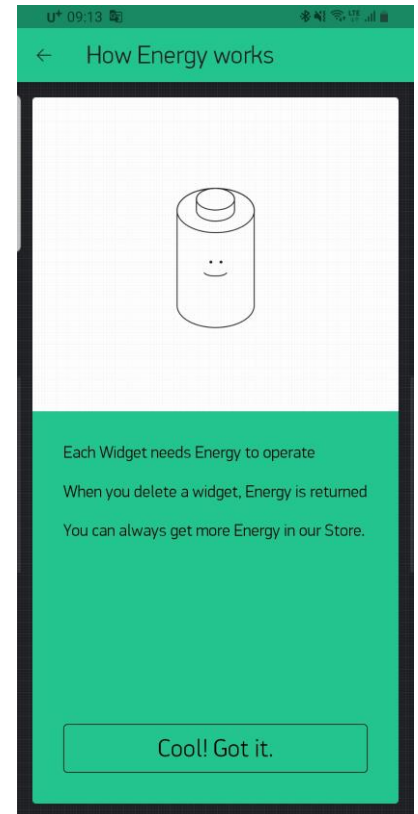 U+ 09:13
LTE
← How Energy works
Each Widget needs Energy to operate
When you delete a widget, Energy is returned
You can always get more Energy in our Store.
Cool! Got it.